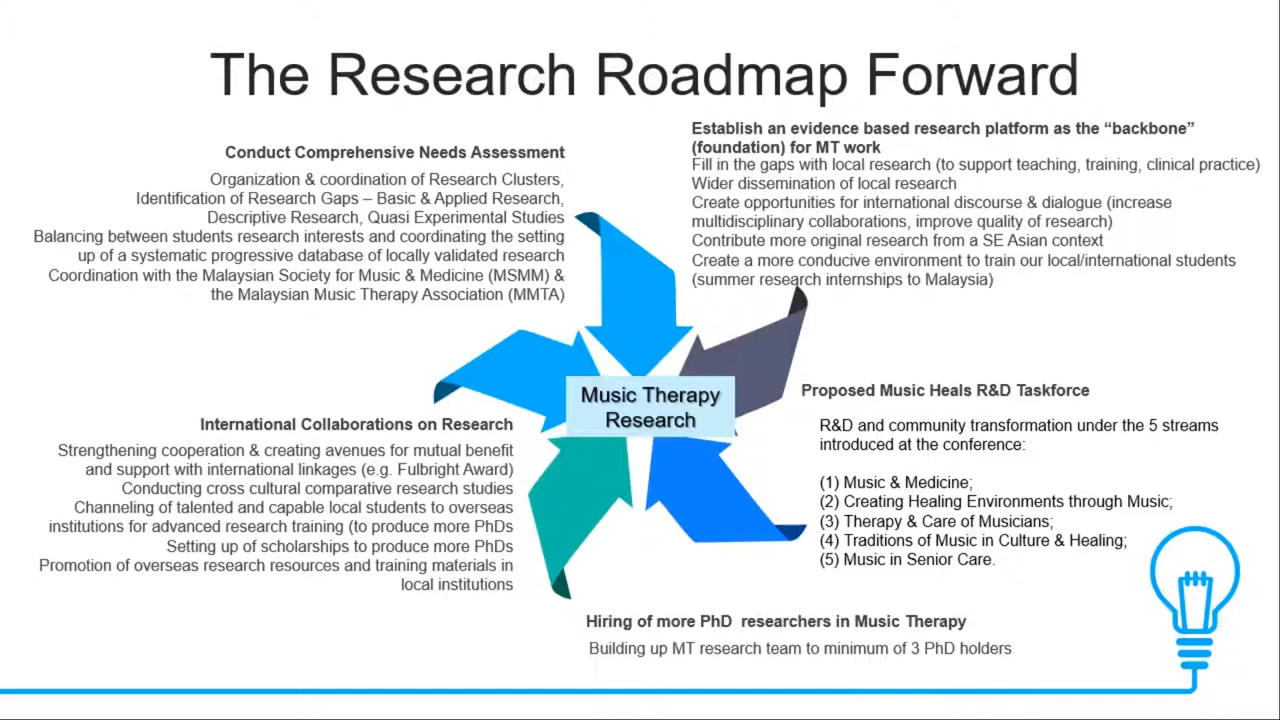 The Research Roadmap Forward
Conduct Comprehensive Needs Assessment
Organization & coordination of Research Clusters,
Identification of Research Gaps – Basic & Applied Research,
Descriptive Research, Quasi Experimental Studies
Balancing between students research interests and coordinating the setting
up of a systematic progressive database of locally validated research
Coordination with the Malaysian Society for Music & Medicine (MSMM) &
the Malaysian Music Therapy Association (MMTA)
Establish an evidence based research platform as the “backbone”
(foundation) for MT work
Fill in the gaps with local research (to support teaching, training, clinical practice)
Wider dissemination of local research
Create opportunities for international discourse & dialogue (increase
multidisciplinary collaborations, improve quality of research)
Contribute more original research from a SE Asian context
Create a more conducive environment to train our local/international students
(summer research internships to Malaysia)
Music Therapy
Research
International Collaborations on Research
Strengthening cooperation & creating avenues for mutual benefit
and support with international linkages (e.g. Fulbright Award)
Conducting cross cultural comparative research studies
Channeling of talented and capable local students to overseas
institutions for advanced research training (to produce more PhDs
Setting up of scholarships to produce more PhDs
Promotion of overseas research resources and training materials in
local institutions
Proposed Music Heals R&D Taskforce
R&D and community transformation under the 5 streams
introduced at the conference:
(1) Music & Medicine;
(2) Creating Healing Environments through Music;
(3) Therapy & Care of Musicians;
(4) Traditions of Music in Culture & Healing;
(5) Music in Senior Care.
Hiring of more PhD researchers in Music Therapy
Building up MT research team to minimum of 3 PhD holders